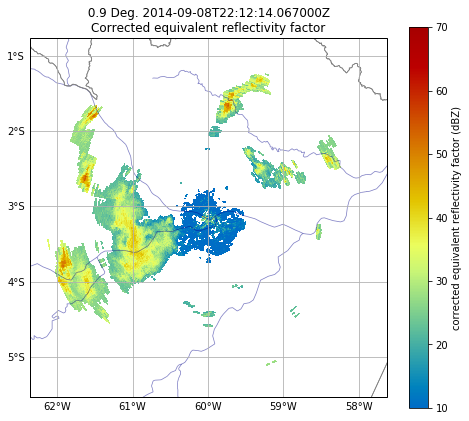 0.9 Deg. 2014-09-08T22:12:14.067000Z
Corrected equivalent reflectivity factor
1°S
2°S
3°S
4°S
5°S
62°W 61°W 60°W 59°W 58°W
70
60
50
40
30
20
10
corrected equivalent reflectivity factor (dBZ)